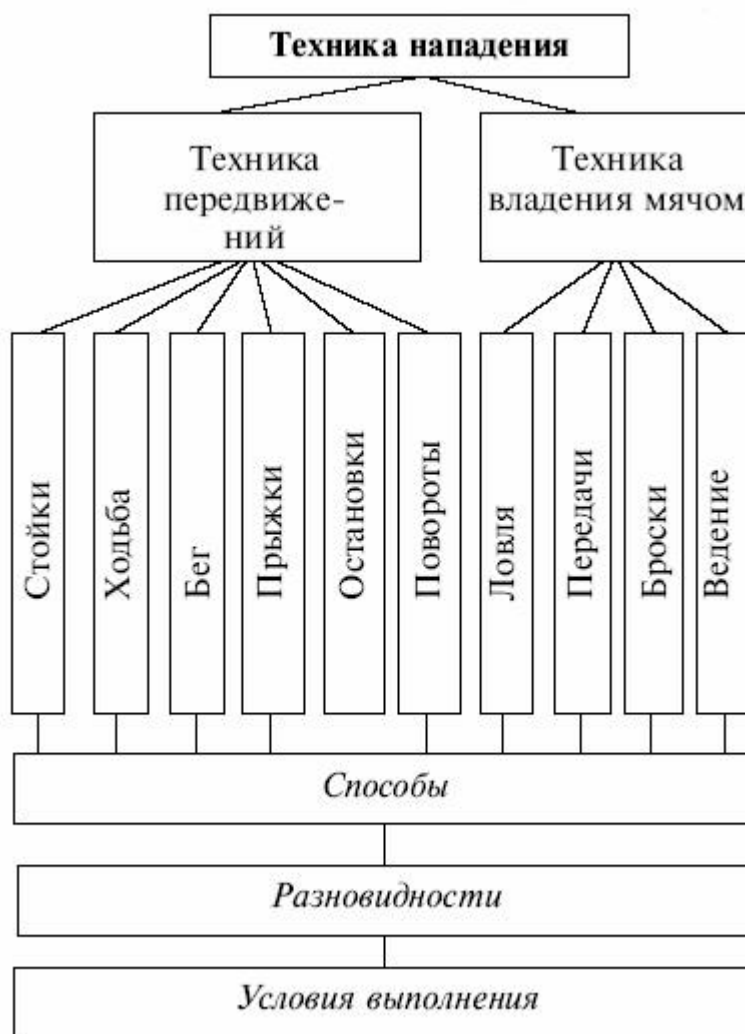 Техника нападения
Техника
передвиже-
ний
Техника
владения мячом
Стойки
Ходьба
Бег
Прыжки
Остановки
Повороты
Ловля
Передачи
Броски
Ведение
Способы
Разновидности
Условия выполнения